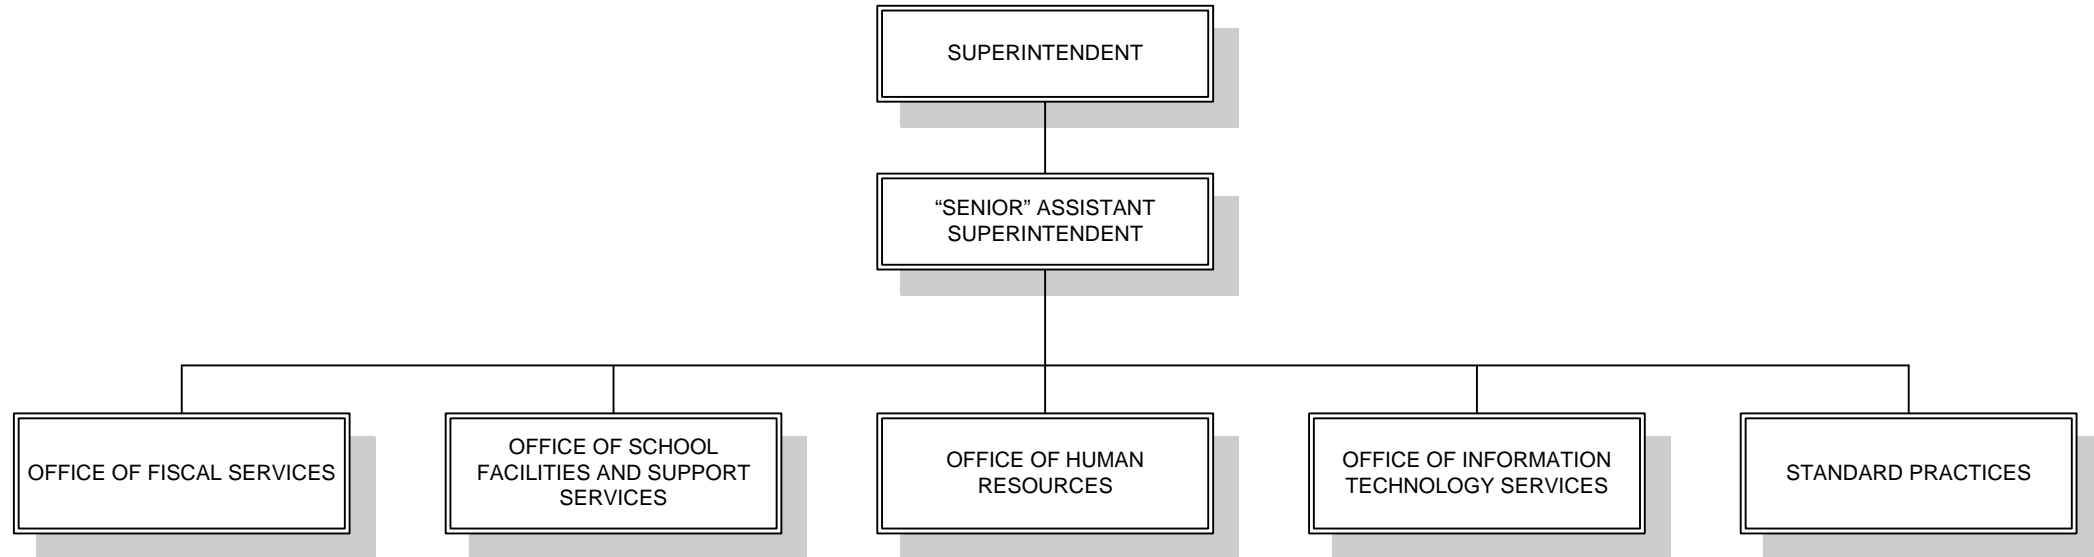 SUPERINTENDENT
“SENIOR” ASSISTANT
SUPERINTENDENT
OFFICE OF FISCAL SERVICES
OFFICE OF SCHOOL
FACILITIES AND SUPPORT
SERVICES
OFFICE OF HUMAN
RESOURCES
OFFICE OF INFORMATION
TECHNOLOGY SERVICES
STANDARD PRACTICES